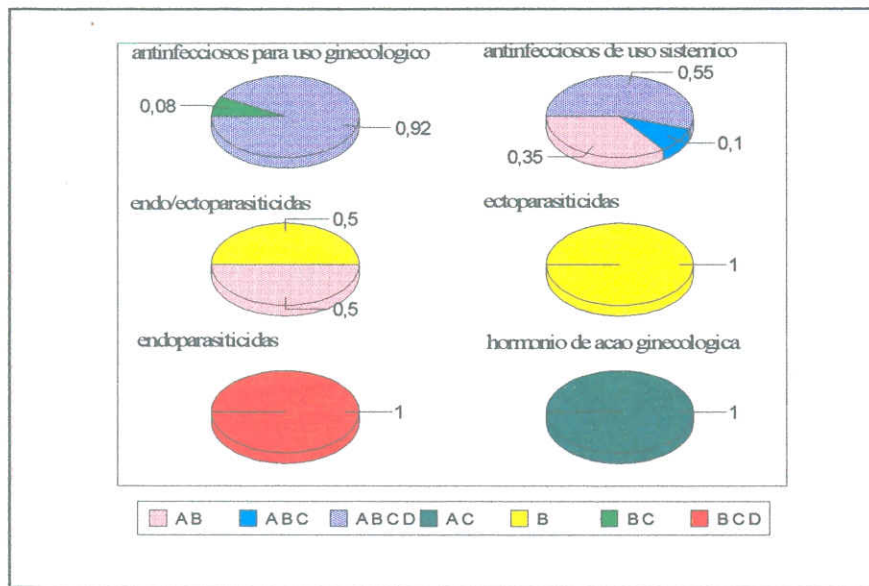 antinfecciosos para uso ginecologico
0,08
0,92
antinfecciosos de uso sistemico
0,55
0,1
0,35
endo/ectoparasiticidas
0,5
0,5
ectoparasiticidas
1
endoparasiticidas
1
hormonio de acao ginecologica
1
AB ABC ABCD AC B BC BCD